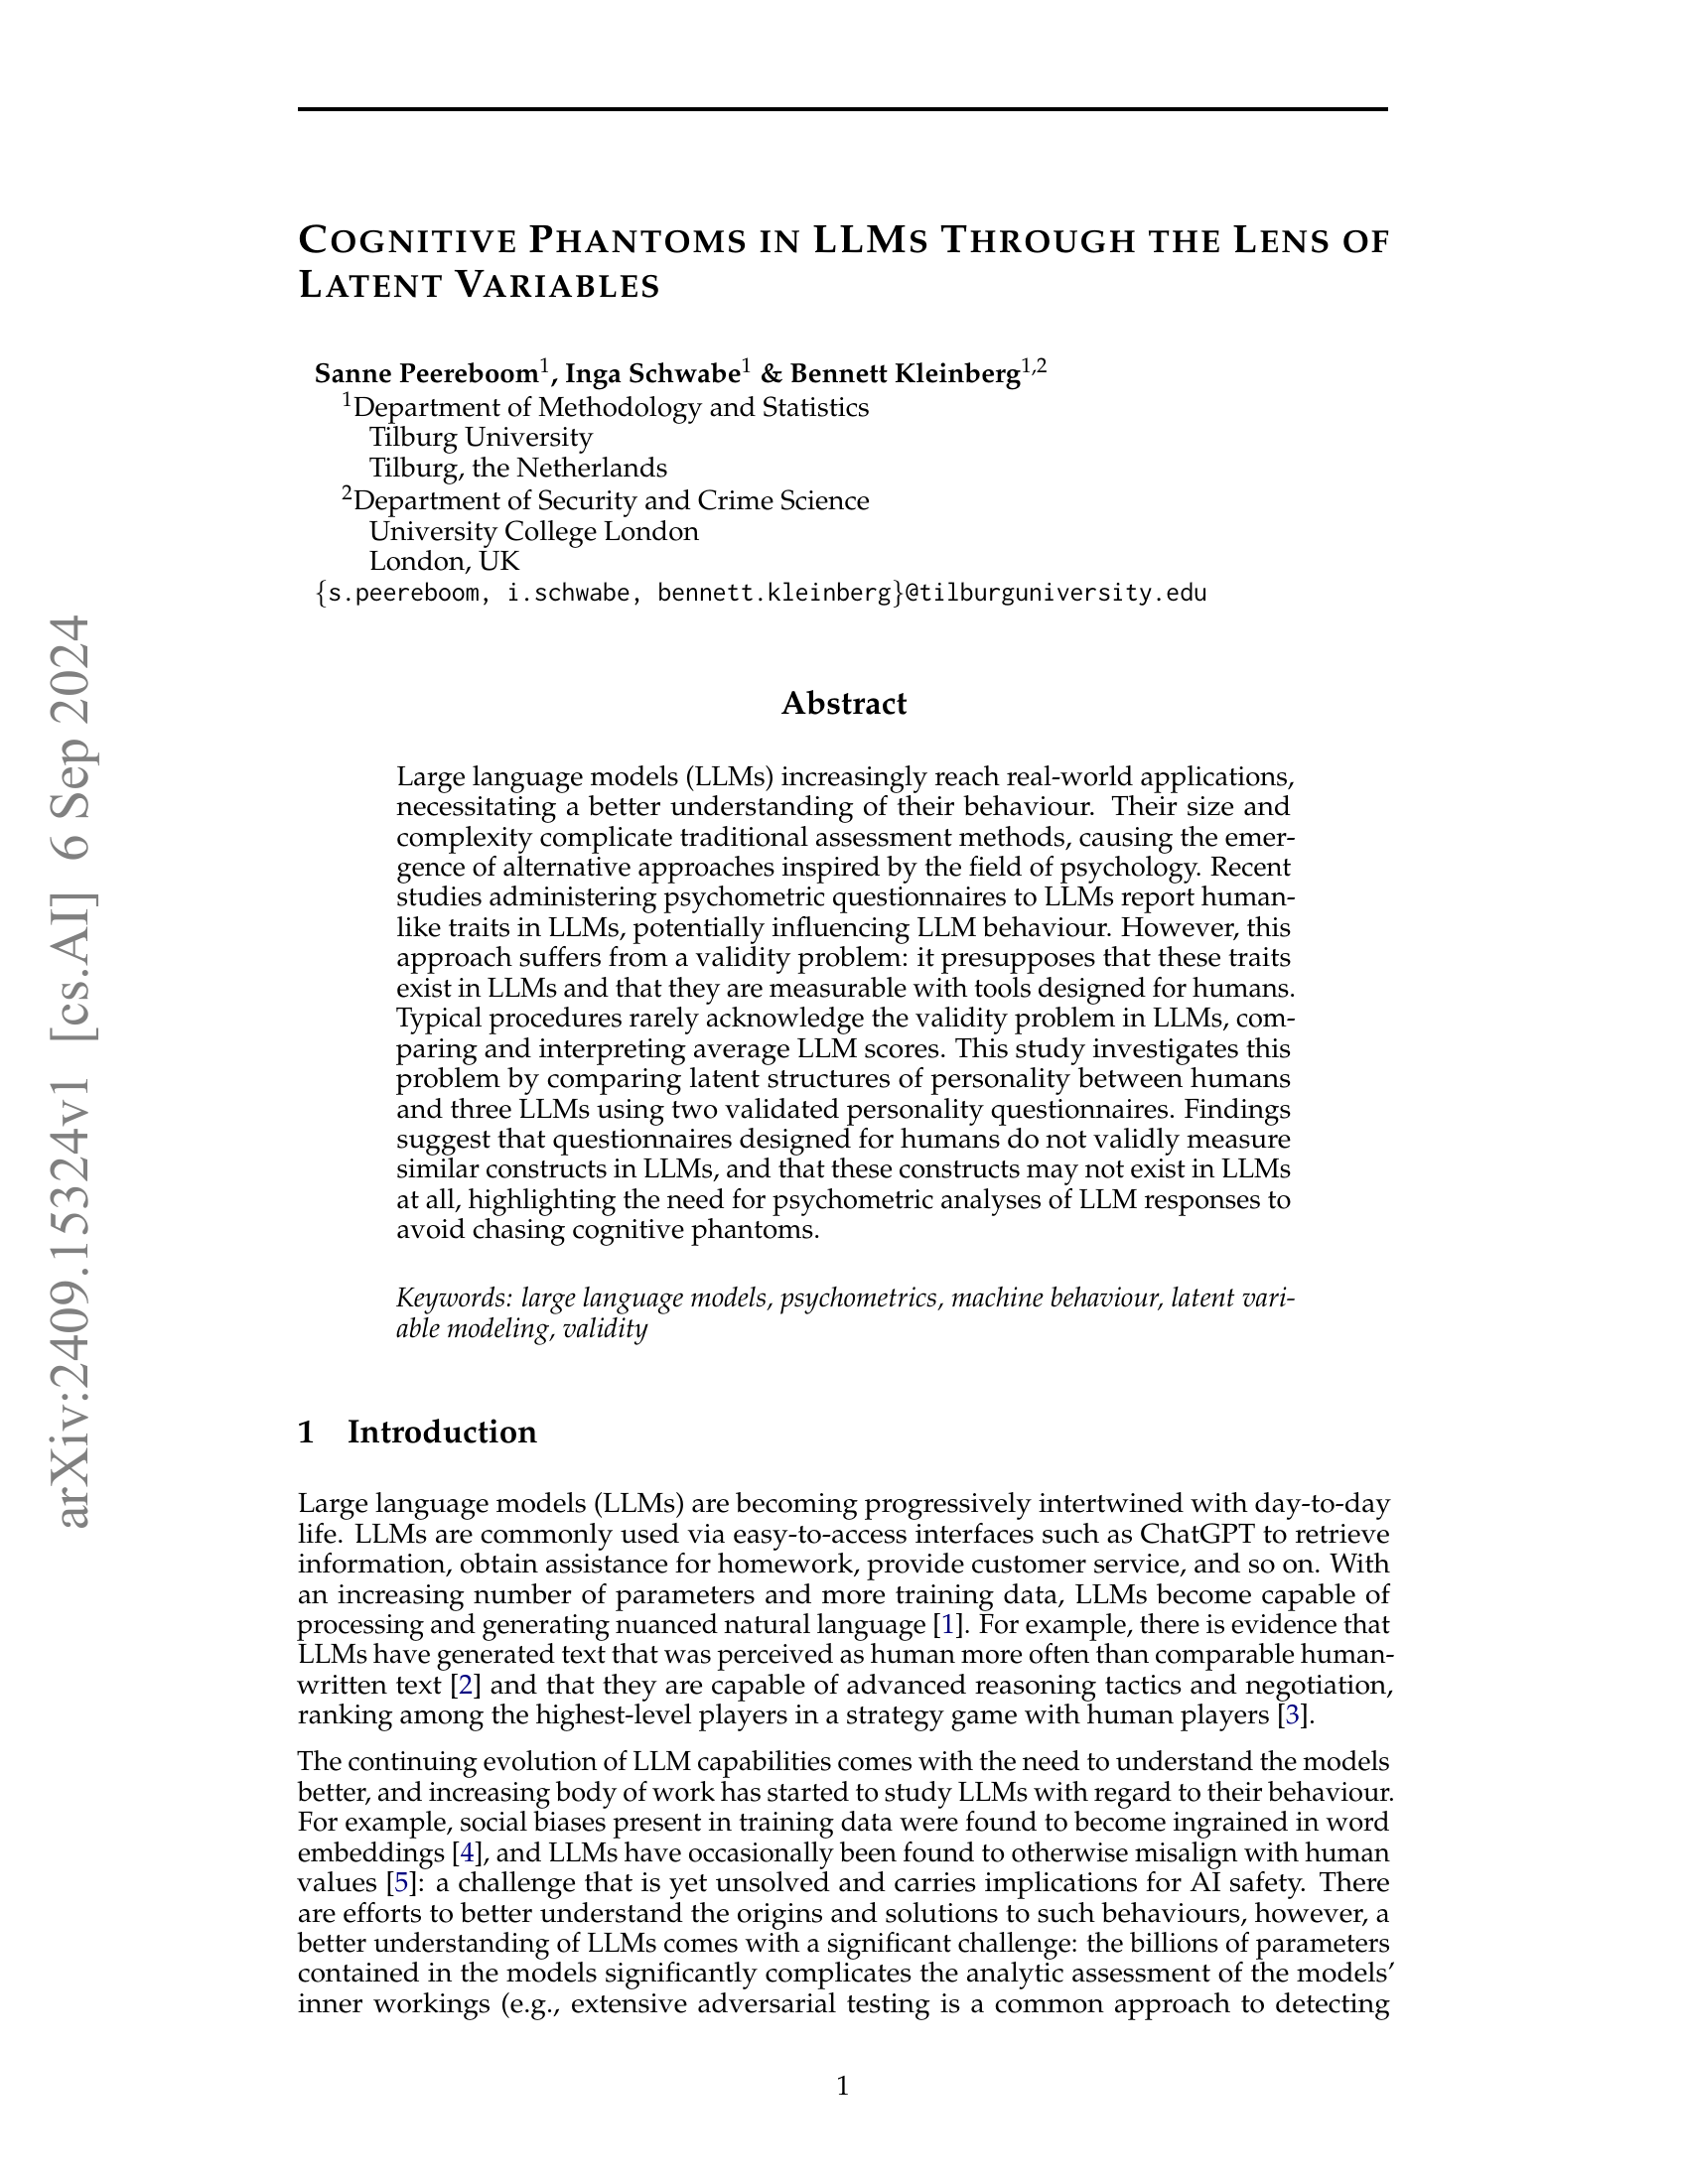 COGNITIVE PHANTOMS IN LLMS THROUGH THE LENS OF
LATENT VARIABLES
Sanne Peereboom1, Inga Schwabe1 & Bennett Kleinberg1,2
1Department of Methodology and Statistics
Tilburg University
Tilburg, the Netherlands
2Department of Security and Crime Science
University College London
London, UK
{s.peereboom, i.schwabe, bennett.kleinberg}@tilburguniversity.edu
arXiv:2409.15324v1 [cs.AI] 6 Sep 2024
Abstract
Large language models (LLMs) increasingly reach real-world applications,
necessitating a better understanding of their behaviour. Their size and
complexity complicate traditional assessment methods, causing the emer-
gence of alternative approaches inspired by the field of psychology. Recent
studies administering psychometric questionnaires to LLMs report human-
like traits in LLMs, potentially influencing LLM behaviour. However, this
approach suffers from a validity problem: it presupposes that these traits
exist in LLMs and that they are measurable with tools designed for humans.
Typical procedures rarely acknowledge the validity problem in LLMs, com-
paring and interpreting average LLM scores. This study investigates this
problem by comparing latent structures of personality between humans
and three LLMs using two validated personality questionnaires. Findings
suggest that questionnaires designed for humans do not validly measure
similar constructs in LLMs, and that these constructs may not exist in LLMs
at all, highlighting the need for psychometric analyses of LLM responses to
avoid chasing cognitive phantoms.
Keywords: large language models, psychometrics, machine behaviour, latent vari-
able modeling, validity
1 Introduction
Large language models (LLMs) are becoming progressively intertwined with day-to-day
life. LLMs are commonly used via easy-to-access interfaces such as ChatGPT to retrieve
information, obtain assistance for homework, provide customer service, and so on. With
an increasing number of parameters and more training data, LLMs become capable of
processing and generating nuanced natural language [1]. For example, there is evidence that
LLMs have generated text that was perceived as human more often than comparable human-
written text [2] and that they are capable of advanced reasoning tactics and negotiation,
ranking among the highest-level players in a strategy game with human players [3].
The continuing evolution of LLM capabilities comes with the need to understand the models
better, and increasing body of work has started to study LLMs with regard to their behaviour.
For example, social biases present in training data were found to become ingrained in word
embeddings [4], and LLMs have occasionally been found to otherwise misalign with human
values [5]: a challenge that is yet unsolved and carries implications for AI safety. There
are efforts to better understand the origins and solutions to such behaviours, however, a
better understanding of LLMs comes with a significant challenge: the billions of parameters
contained in the models significantly complicates the analytic assessment of the models'
inner workings (e.g., extensive adversarial testing is a common approach to detecting
1